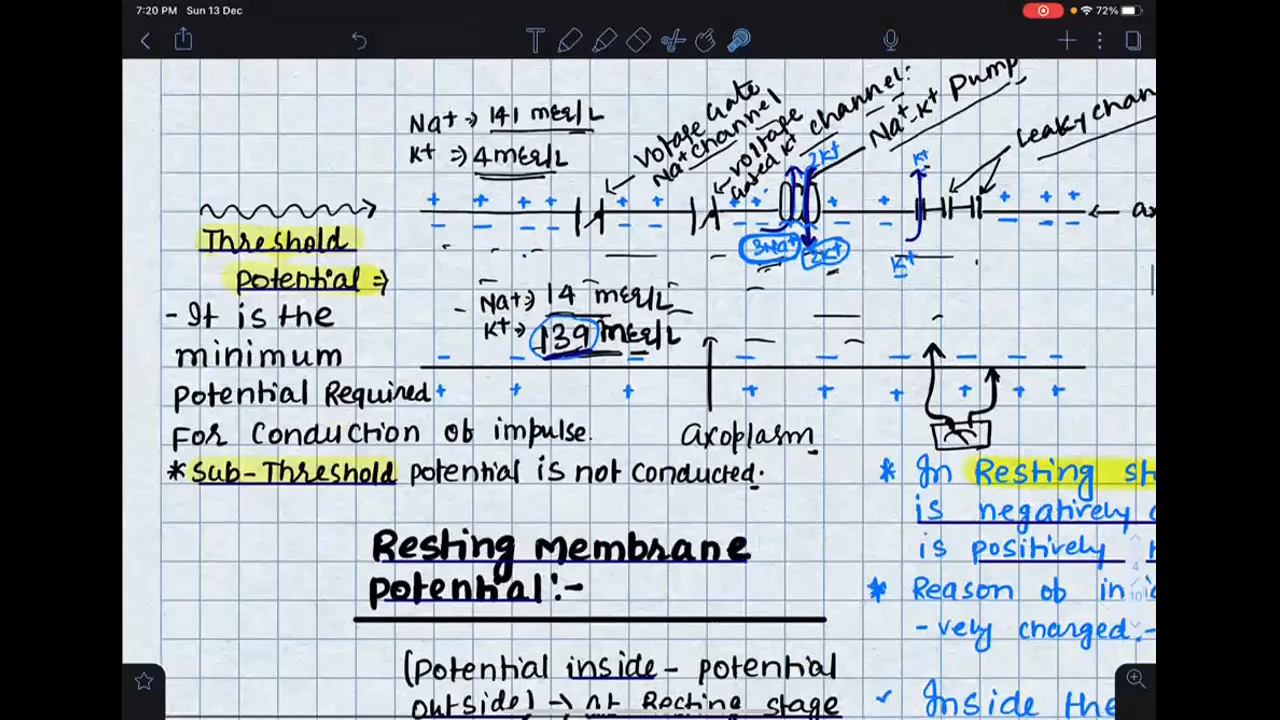 7:20 PM Sun 13 Dec
72%
Na+ → 141 mEq/L
K+ ⇒ 4 mEq/L
Votage Gate
Na+ channel
voltage
Gated K+ channel:
Na+-K+ Pump
Leaky Chan
2K+
K+
+ + + + + + + + + + + + +
Threshold
potential ⇒
- It is the
minimum
potential Required
For Conduction of impulse.
* Sub-Threshold potential is not conducted.
3Na+ 2K+
K+
Na+ → 14 mEq/L
K+ → 139 mEq/L
axoplasm
Resting Membrane
potential:-
(potential inside - potential
outside) → At Resting stage
* In Resting st
is negatively
is positively
* Reason of in
-vely charged.-
✓ Inside the